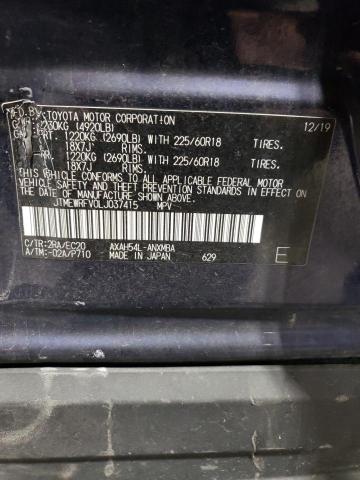 MFD.BY: TOYOTA MOTOR CORPORATION 12/19
2230KG (4920LB)
FRT. 1220KG (2690LB) WITH 225/60R18 TIRES.
18X7J RIMS.
RR. 1220KG (2690LB) WITH 225/60R18 TIRES.
18X7J RIMS.
THIS VEHICLE CONFORMS TO ALL APPLICABLE FEDERAL MOTOR
VEHICLE SAFETY, BUMPER, AND THEFT PREVENTION STANDARDS IN
EFFECT ON THE DATE OF MANUFACTURE SHOWN ABOVE.
JTMEWRFV0LJ037415 MPV
C/TR:2RA/EC20 AXAH54L-ANXMBA
A/TM:-02A/P710 MADE IN JAPAN 629 E